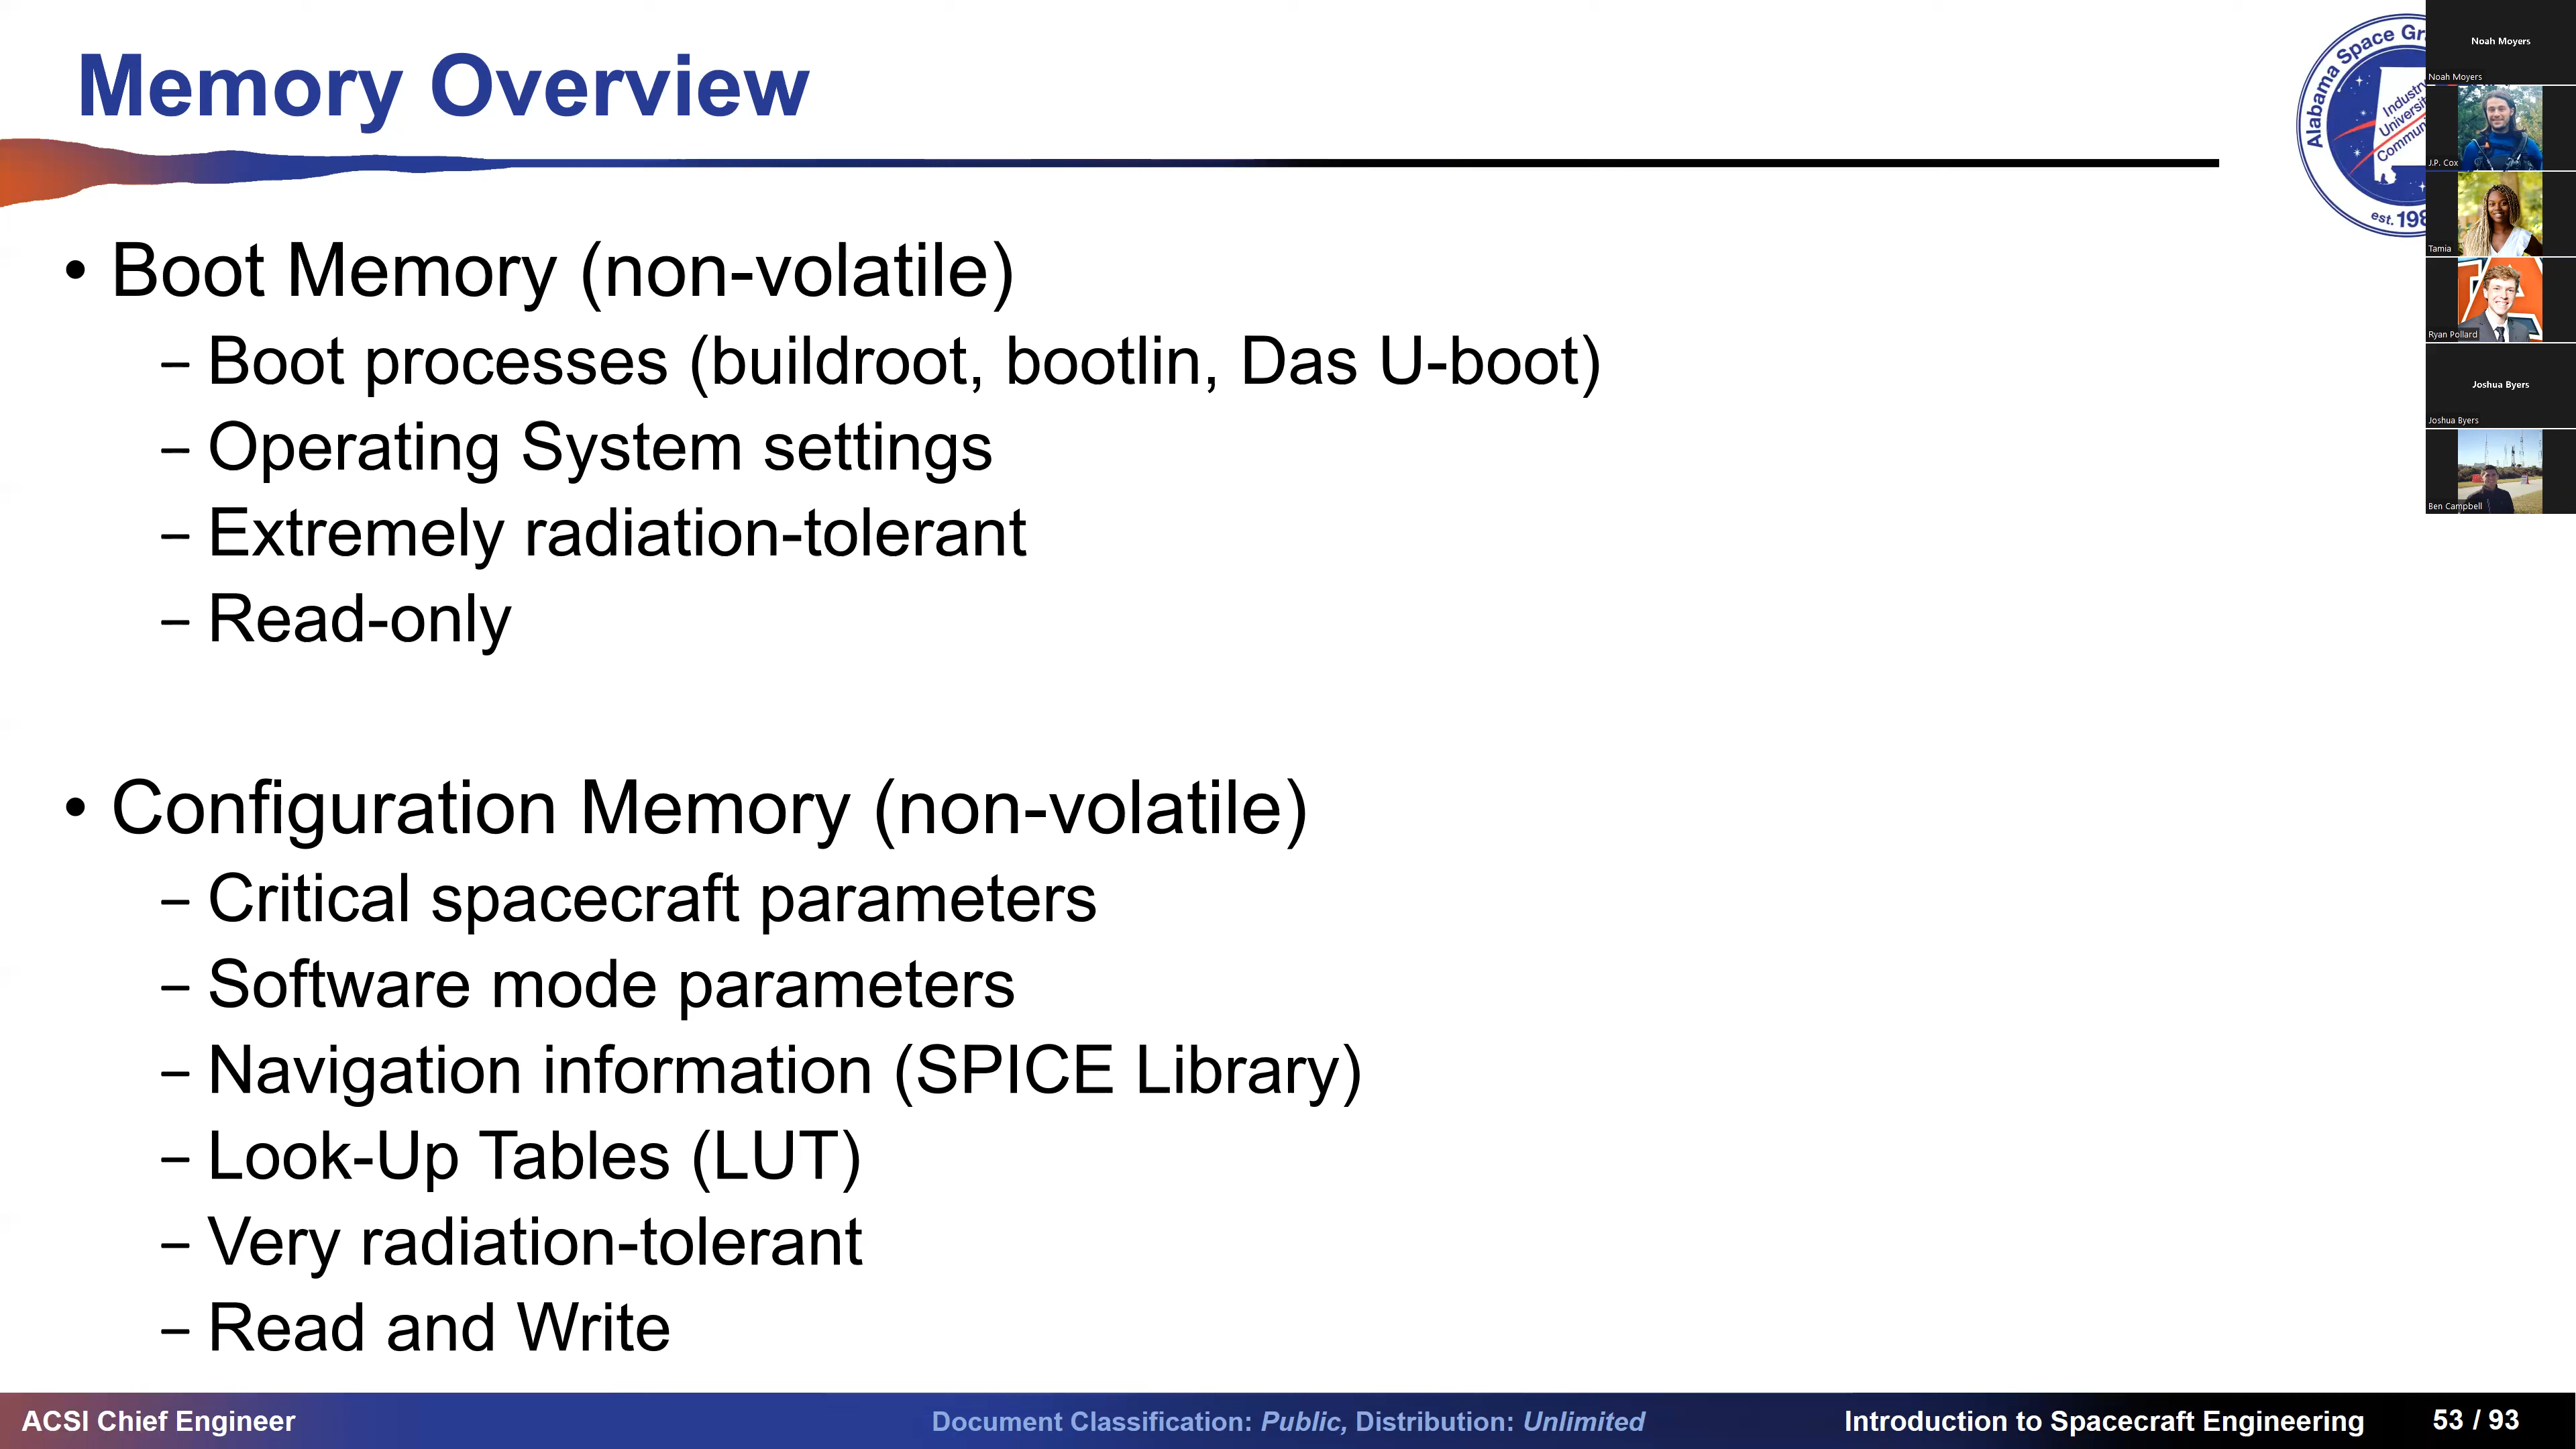 Memory Overview
• Boot Memory (non-volatile)
– Boot processes (buildroot, bootlin, Das U-boot)
– Operating System settings
– Extremely radiation-tolerant
– Read-only
• Configuration Memory (non-volatile)
– Critical spacecraft parameters
– Software mode parameters
– Navigation information (SPICE Library)
– Look-Up Tables (LUT)
– Very radiation-tolerant
– Read and Write
Alabama Space
est.
Noah Moyers
Noah Moyers
J.P. Cox
Tamia
Ryan Pollard
Joshua Byers
Joshua Byers
Ben Campbell
ACSI Chief Engineer
Document Classification: Public, Distribution: Unlimited
Introduction to Spacecraft Engineering
53 / 93